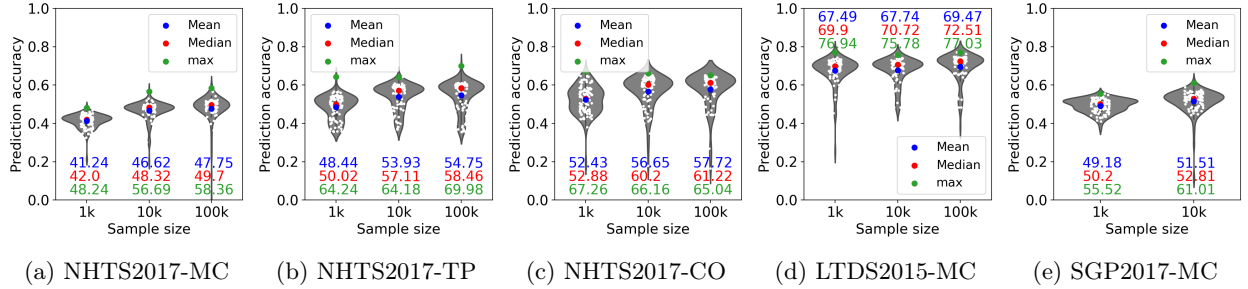 Prediction accuracy
1.0
0.8
0.6
0.4
0.2
0.0
Mean
Median
max
41.24 46.62 47.75
42.0 48.32 49.7
48.24 56.69 58.36
1k 10k 100k
Sample size
(a) NHTS2017-MC
Prediction accuracy
1.0
0.8
0.6
0.4
0.2
0.0
Mean
Median
max
48.44 53.93 54.75
50.02 57.11 58.46
64.24 64.18 69.98
1k 10k 100k
Sample size
(b) NHTS2017-TP
Prediction accuracy
1.0
0.8
0.6
0.4
0.2
0.0
Mean
Median
max
52.43 56.65 57.72
52.88 60.2 61.22
67.26 66.16 65.04
1k 10k 100k
Sample size
(c) NHTS2017-CO
Prediction accuracy
1.0
0.8
0.6
0.4
0.2
0.0
67.49 67.74 69.47
69.9 70.72 72.51
76.94 75.78 77.03
Mean
Median
max
1k 10k 100k
Sample size
(d) LTDS2015-MC
Prediction accuracy
1.0
0.8
0.6
0.4
0.2
0.0
Mean
Median
max
49.18 51.51
50.2 52.81
55.52 61.01
1k 10k
Sample size
(e) SGP2017-MC